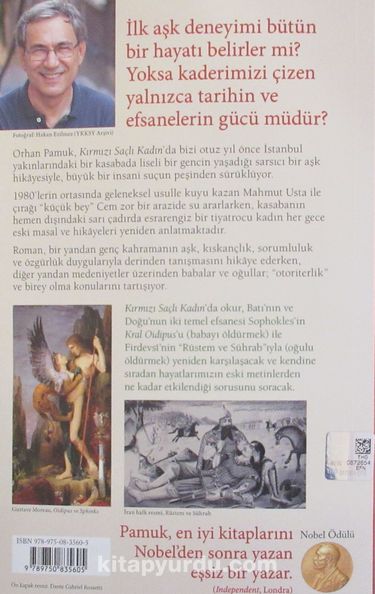 İlk aşk deneyimi bütün
bir hayatı belirler mi?
Yoksa kaderimizi çizen
yalnızca tarihin ve
efsanelerin gücü müdür?
Fotoğraf: Hakan Ezilmez (YKKSY Arşivi)
Orhan Pamuk, Kırmızı Saçlı Kadın'da bizi otuz yıl önce İstanbul
yakınlarındaki bir kasabada liseli bir gencin yaşadığı sarsıcı bir aşk
hikâyesiyle, büyük bir insani suçun peşinden sürüklüyor.
1980'lerin ortasında geleneksel usulle kuyu kazan Mahmut Usta ile
çırağı "küçük bey" Cem zor bir arazide su ararlarken, kasabanın
hemen dışındaki sarı çadırda esrarengiz bir tiyatrocu kadın her gece
eski masal ve hikâyeleri yeniden anlatmaktadır.
Roman, bir yandan genç kahramanın aşk, kıskançlık, sorumluluk
ve özgürlük duygularıyla derinden tanışmasını hikâye ederken,
diğer yandan medeniyetler üzerinden babalar ve oğullar; "otoriterlik"
ve birey olma konularını tartışıyor.
Kırmızı Saçlı Kadın'da okur, Batı'nın ve
Doğu'nun iki temel efsanesi Sophokles'in
Kral Oidipus'u (babayı öldürmek) ile
Firdevsî'nin "Rüstem ve Sührab"ıyla (oğulu
öldürmek) yeniden karşılaşacak ve kendine
sıradan hayatlarımızın eski metinlerden
ne kadar etkilendiği sorusunu soracak.
Gustave Moreau, Oidipus ve Sphinks
İran halk resmi, Rüstem ve Sührab
THO
0872654
EFN
ISBN 978-975-08-3560-5
9 789750 835605
Ön kapak resmi: Dante Gabriel Rossetti
Pamuk, en iyi kitaplarını
Nobel'den sonra yazan
eşsiz bir yazar.
(Independent, Londra)
Nobel Ödülü
kitapyurdu.com